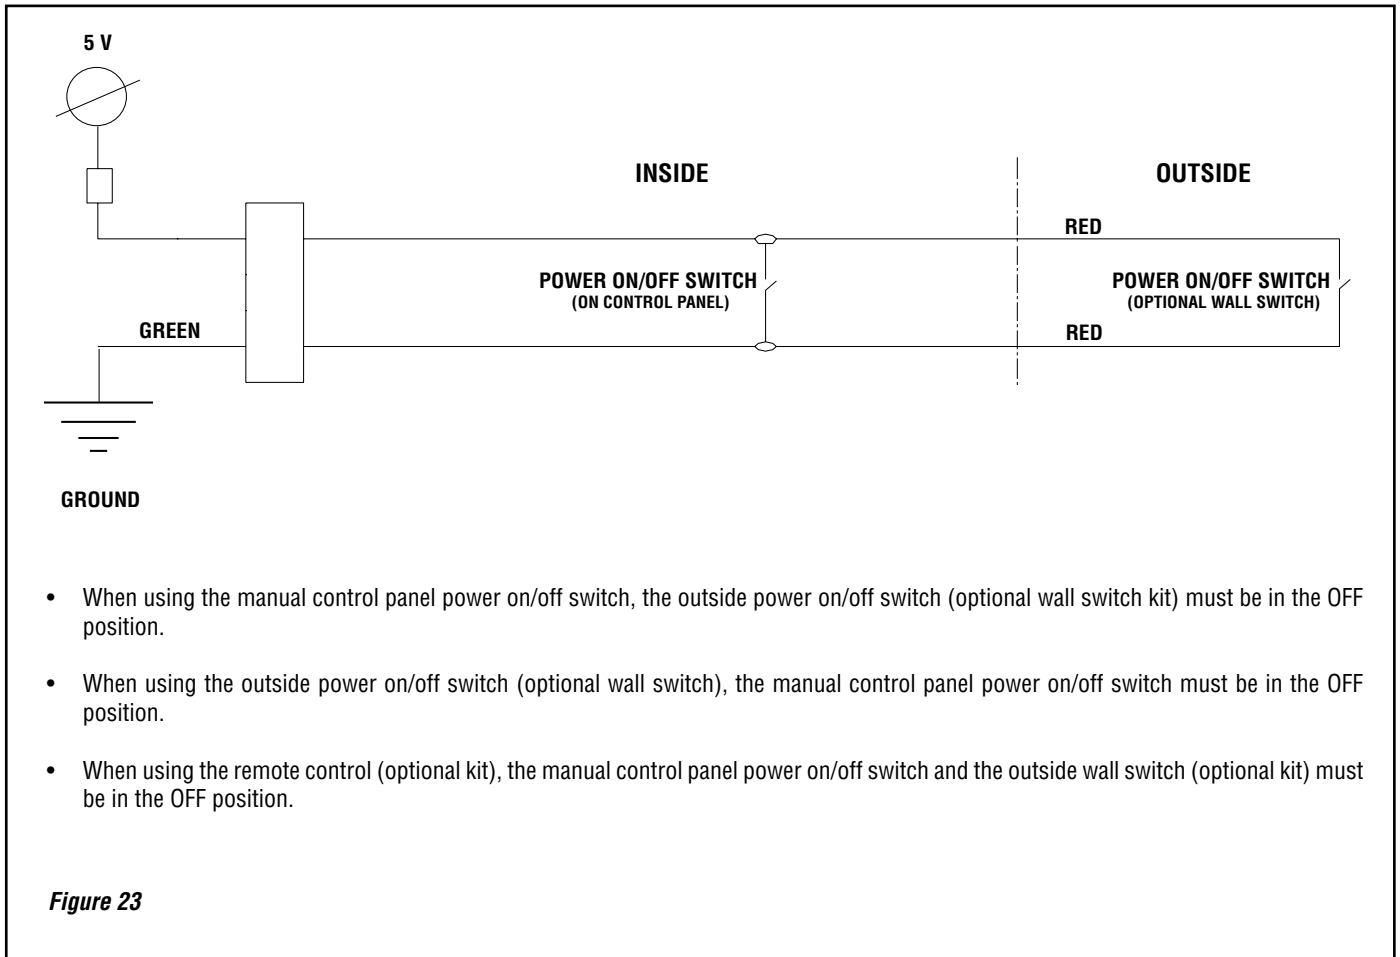 5 V
INSIDE
OUTSIDE
RED
POWER ON/OFF SWITCH
(ON CONTROL PANEL)
POWER ON/OFF SWITCH
(OPTIONAL WALL SWITCH)
GREEN
RED
GROUND
• When using the manual control panel power on/off switch, the outside power on/off switch (optional wall switch kit) must be in the OFF
position.
• When using the outside power on/off switch (optional wall switch), the manual control panel power on/off switch must be in the OFF
position.
• When using the remote control (optional kit), the manual control panel power on/off switch and the outside wall switch (optional kit) must
be in the OFF position.
Figure 23